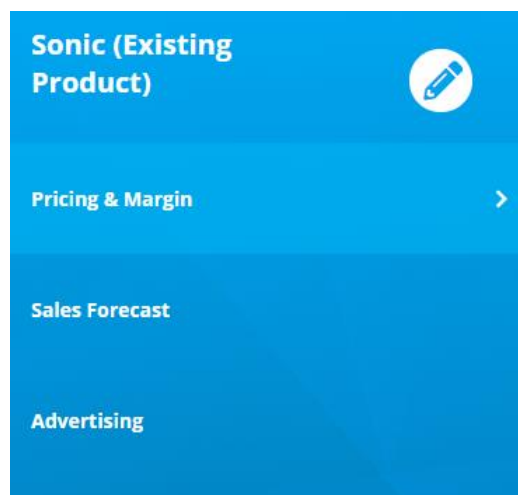 Sonic (Existing
Product)
Pricing & Margin
Sales Forecast
Advertising